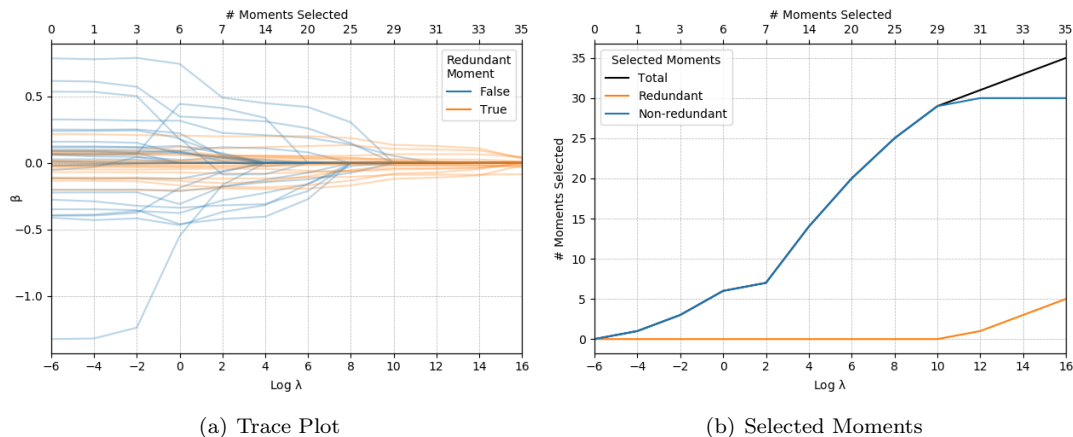 # Moments Selected
0 1 3 6 7 14 20 25 29 31 33 35
Redundant
Moment
False
True
0.5
0.0
−0.5
−1.0
β
−6 −4 −2 0 2 4 6 8 10 12 14 16
Log λ
(a) Trace Plot
# Moments Selected
0 1 3 6 7 14 20 25 29 31 33 35
Selected Moments
Total
Redundant
Non-redundant
35
30
25
20
15
10
5
0
# Moments Selected
−6 −4 −2 0 2 4 6 8 10 12 14 16
Log λ
(b) Selected Moments